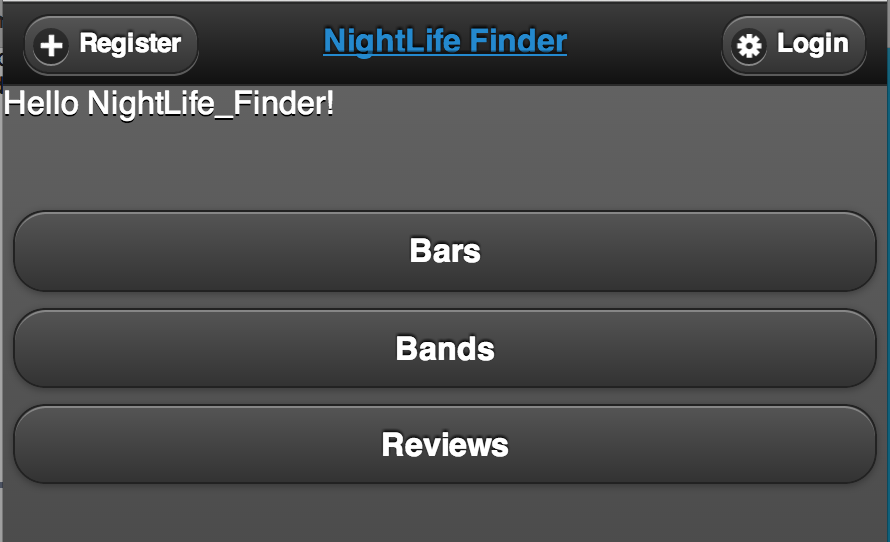 Register
NightLife Finder
Login
Hello NightLife_Finder!
Bars
Bands
Reviews